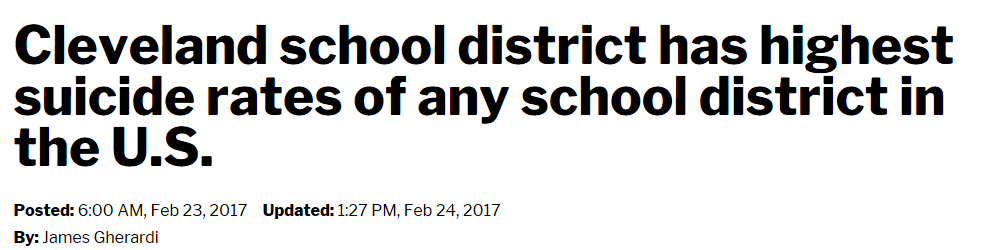 Cleveland school district has highest
suicide rates of any school district in
the U.S.
Posted: 6:00 AM, Feb 23, 2017 Updated: 1:27 PM, Feb 24, 2017
By: James Gherardi